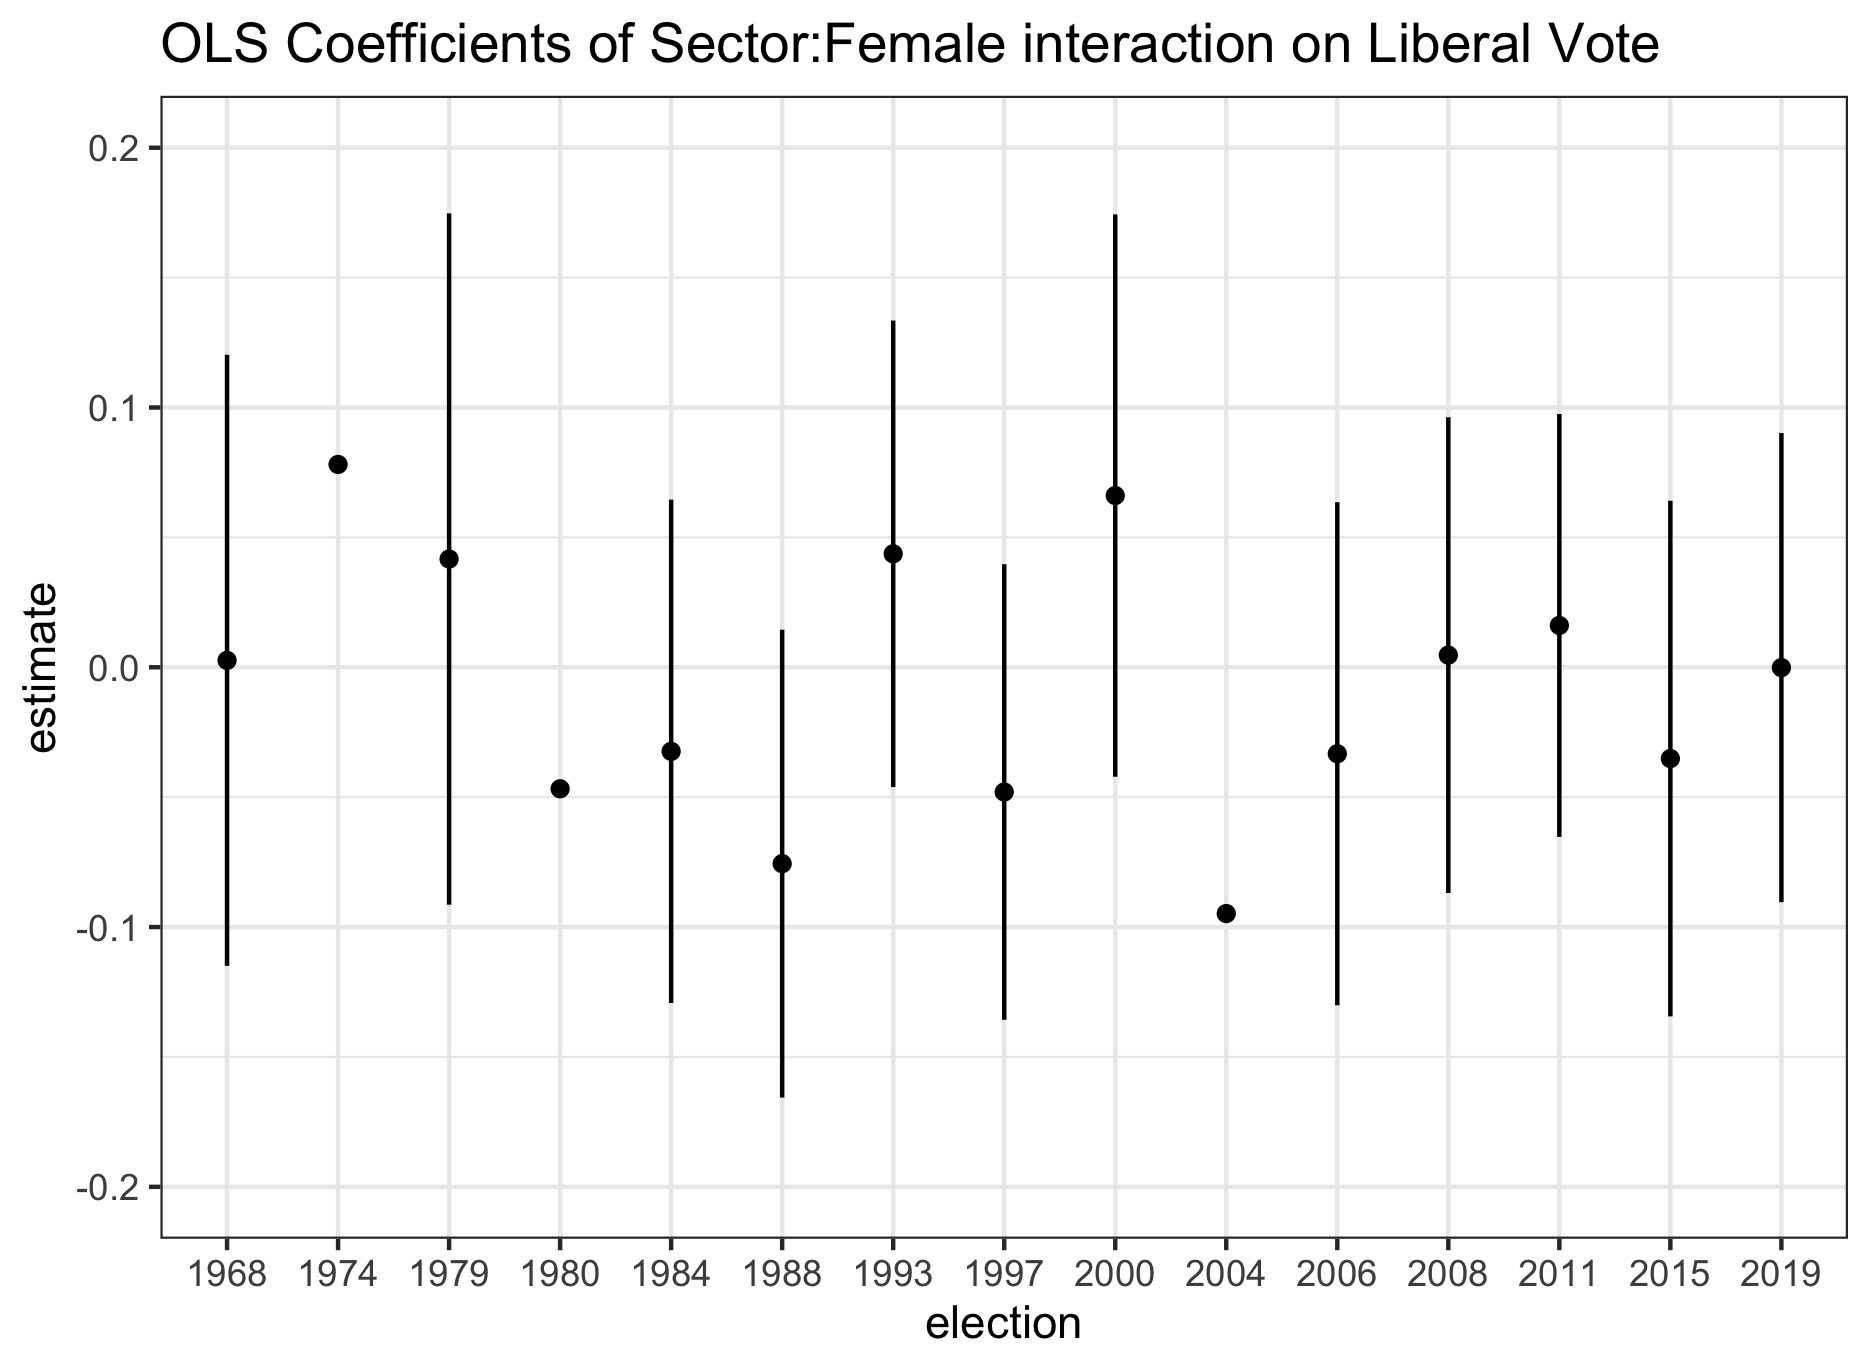 OLS Coefficients of Sector:Female interaction on Liberal Vote
estimate
0.2
0.1
0.0
-0.1
-0.2
1968 1974 1979 1980 1984 1988 1993 1997 2000 2004 2006 2008 2011 2015 2019
election